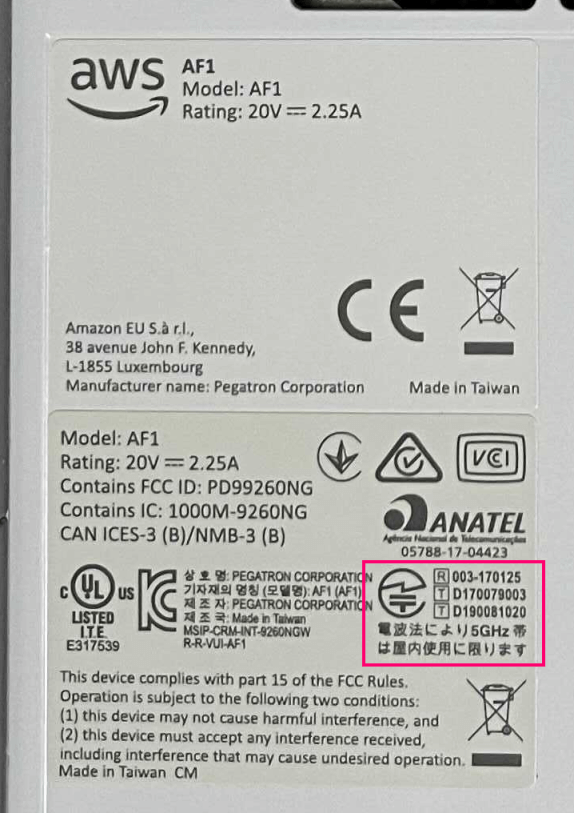 aws
AF1
Model: AF1
Rating: 20V ⎓ 2.25A
CE
Amazon EU S.à r.l.,
38 avenue John F. Kennedy,
L-1855 Luxembourg
Manufacturer name: Pegatron Corporation
Made in Taiwan
Model: AF1
Rating: 20V ⎓ 2.25A
Contains FCC ID: PD99260NG
Contains IC: 1000M-9260NG
CAN ICES-3 (B)/NMB-3 (B)
VCI
ANATEL
Agência Nacional de Telecomunicações
05788-17-04423
c UL us
LISTED
I.T.E.
E317539
상 호 명: PEGATRON CORPORATION
기자재의 명칭 (모델명): AF1 (AF1)
제 조 자: PEGATRON CORPORATION
제 조 국: Made in Taiwan
MSIP-CRM-INT-9260NGW
R-R-VUI-AF1
R 003-170125
T D170079003
T D190081020
電波法により5GHz 帯
は屋内使用に限ります
This device complies with part 15 of the FCC Rules.
Operation is subject to the following two conditions:
(1) this device may not cause harmful interference, and
(2) this device must accept any interference received,
including interference that may cause undesired operation.
Made in Taiwan CM